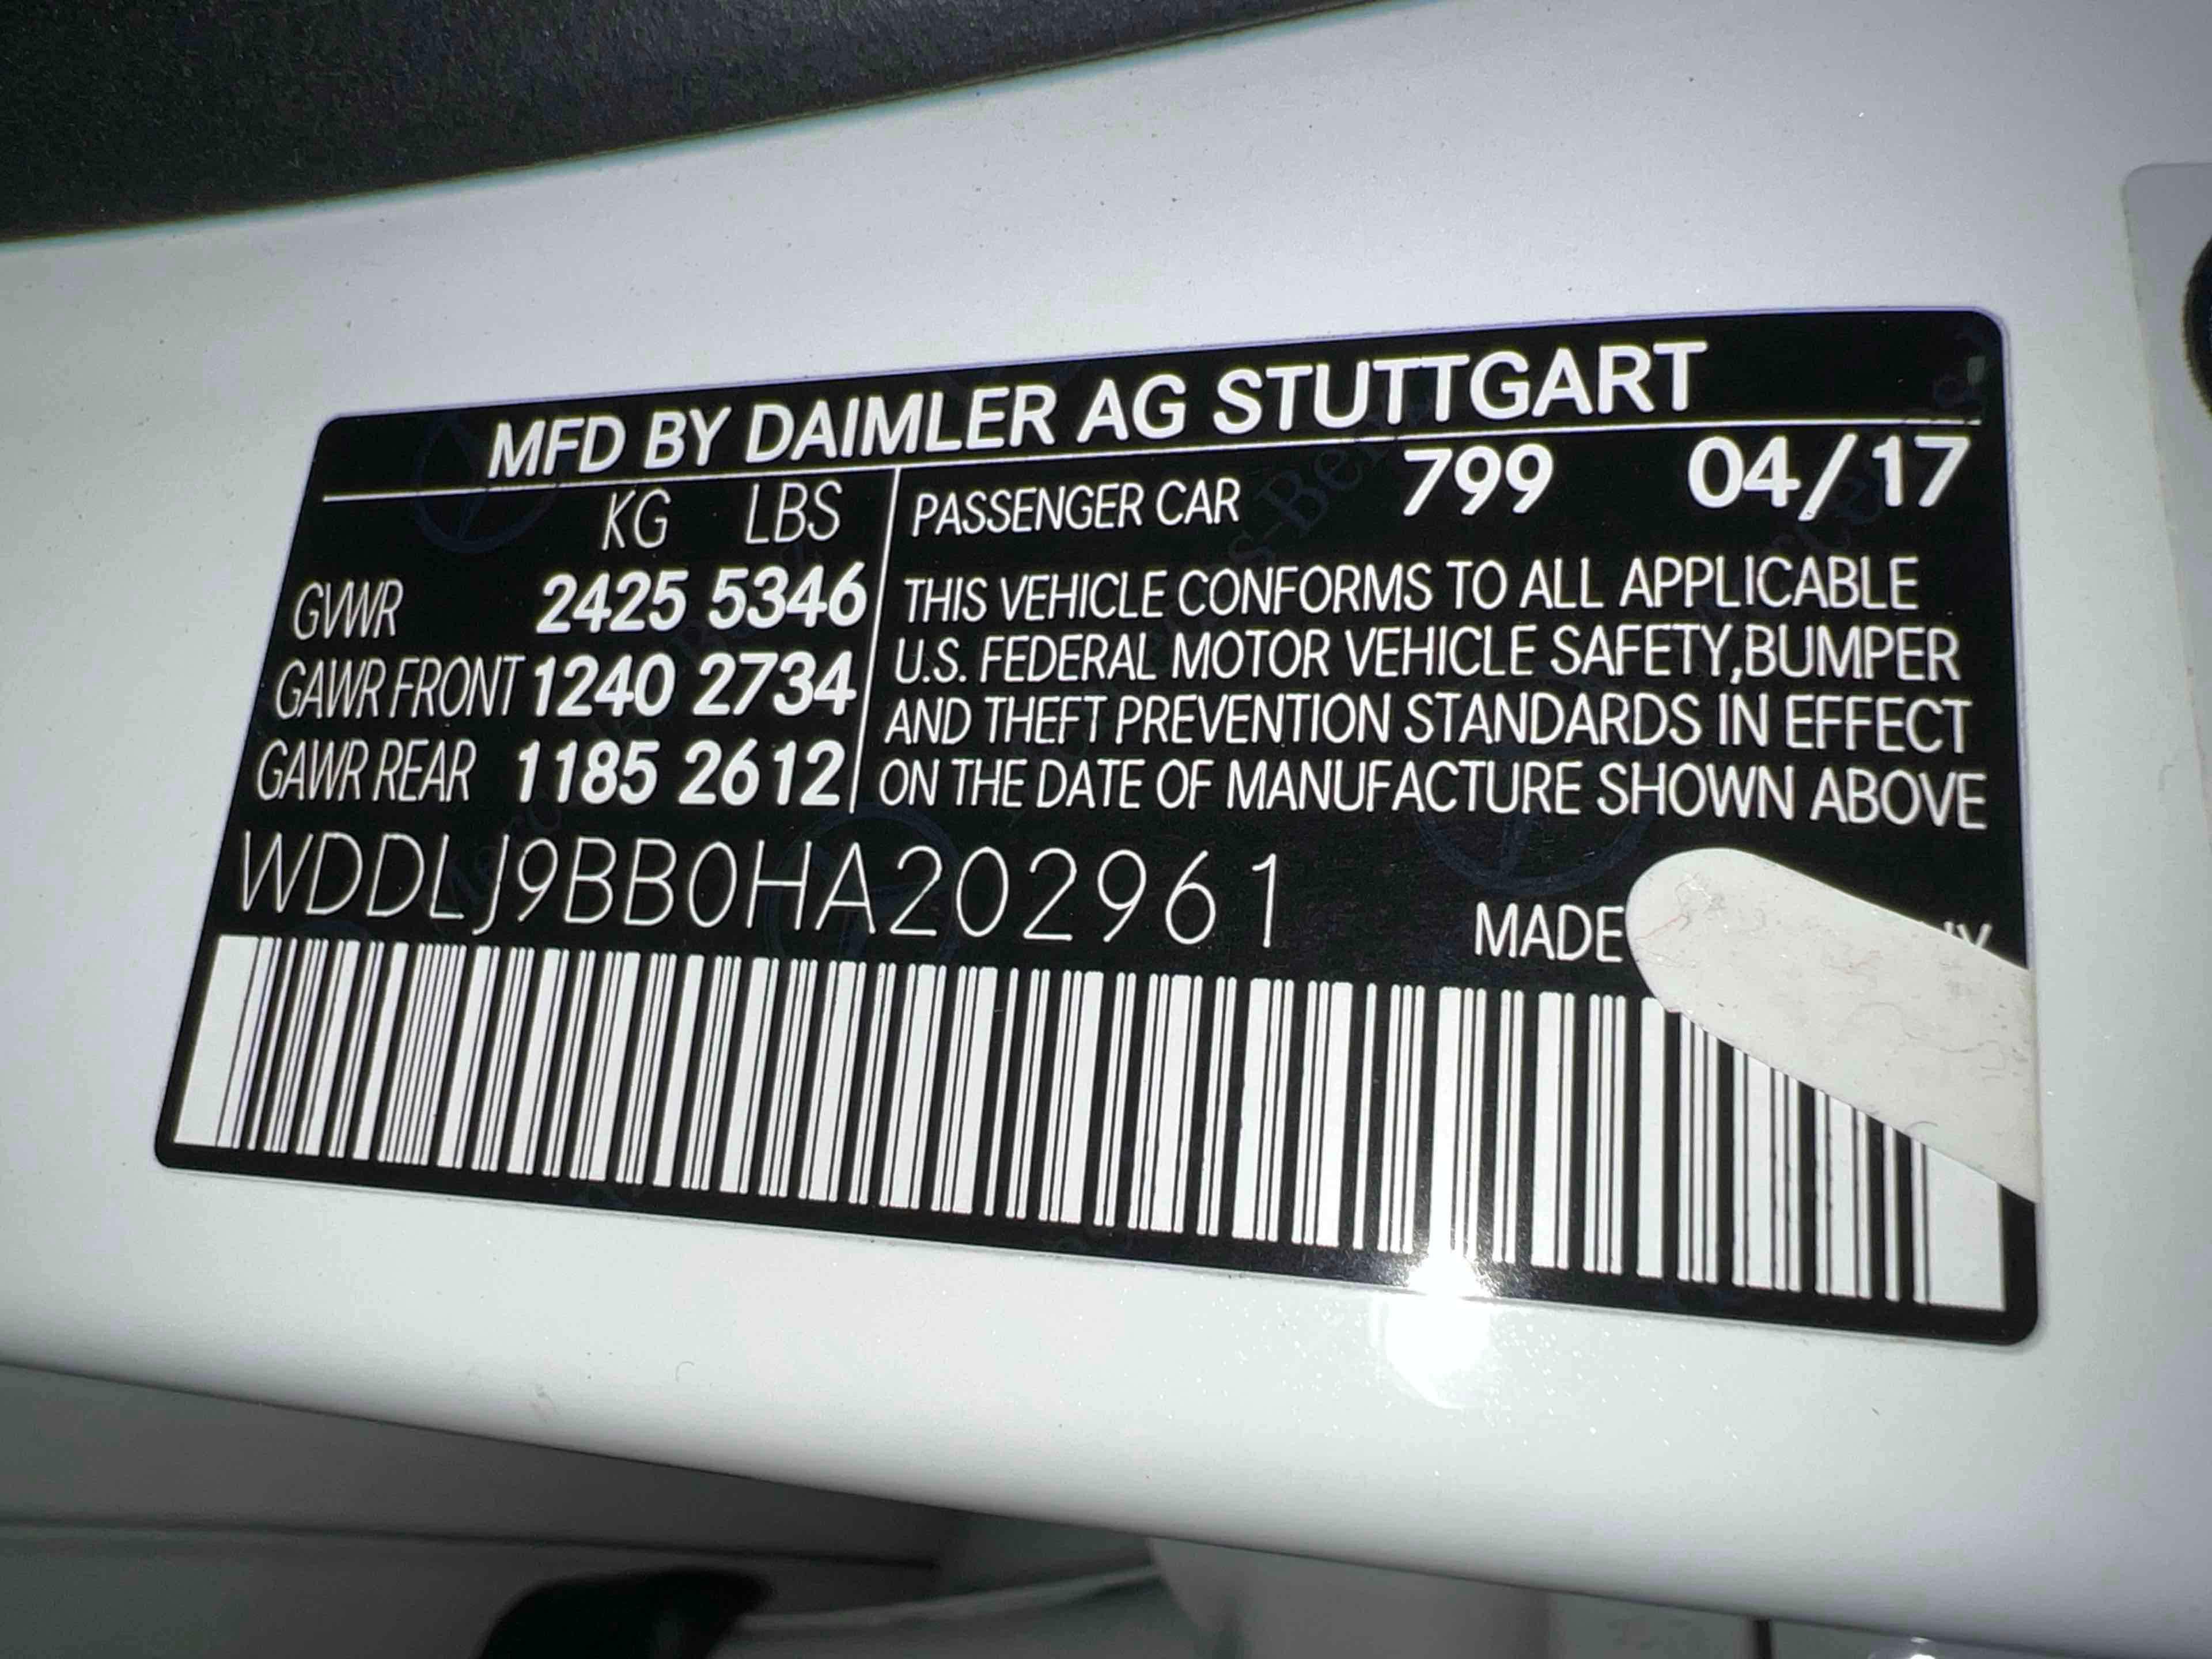 MFD BY DAIMLER AG STUTTGART
KG LBS
GVWR 2425 5346
GAWR FRONT 1240 2734
GAWR REAR 1185 2612
PASSENGER CAR 799 04/17
THIS VEHICLE CONFORMS TO ALL APPLICABLE
U.S. FEDERAL MOTOR VEHICLE SAFETY,BUMPER
AND THEFT PREVENTION STANDARDS IN EFFECT
ON THE DATE OF MANUFACTURE SHOWN ABOVE
WDDLJ9BB0HA202961
MADE